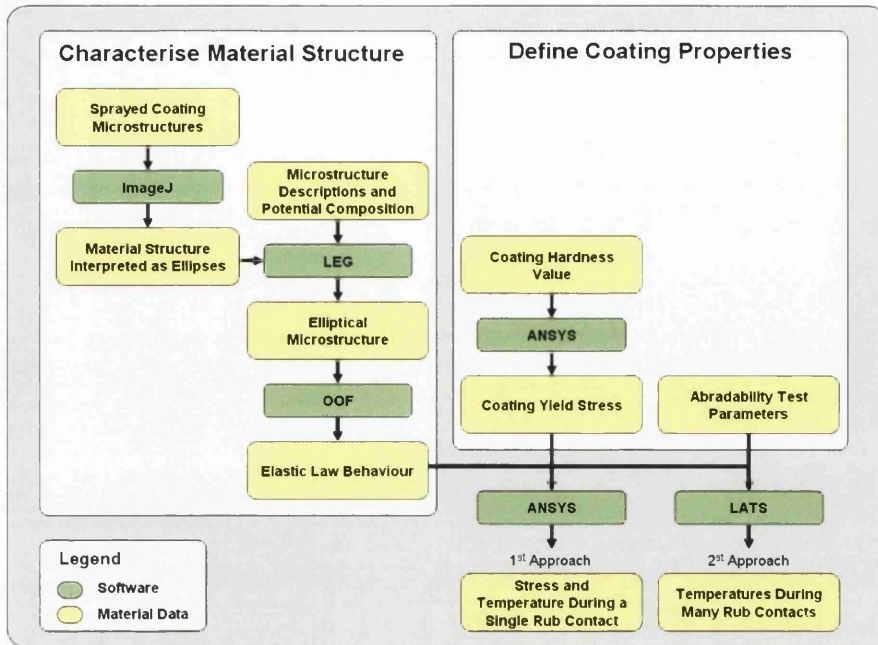 Characterise Material Structure
Sprayed Coating
Microstructures
ImageJ
Material Structure
Interpreted as Ellipses
Microstructure
Descriptions and
Potential Composition
LEG
Elliptical
Microstructure
OOF
Elastic Law Behaviour
Define Coating Properties
Coating Hardness
Value
ANSYS
Coating Yield Stress
Abradability Test
Parameters
ANSYS
LATS
1st Approach
2st Approach
Stress and
Temperature During a
Single Rub Contact
Temperatures During
Many Rub Contacts
Legend
Software
Material Data